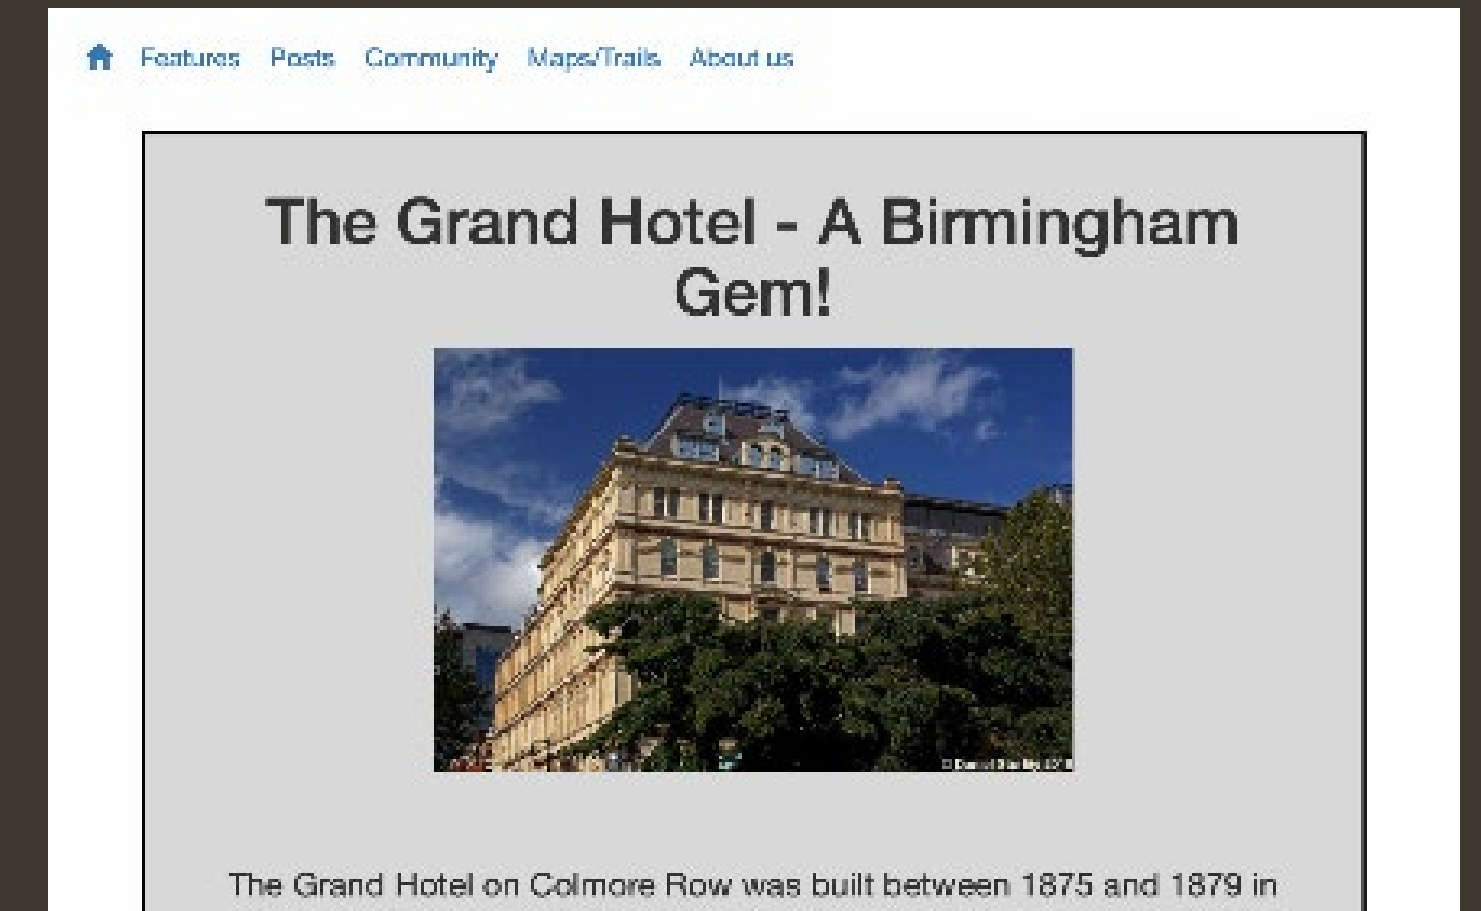 Features Posts Community Maps/Trails About us
The Grand Hotel - A Birmingham
Gem!
The Grand Hotel on Colmore Row was built between 1875 and 1879 in